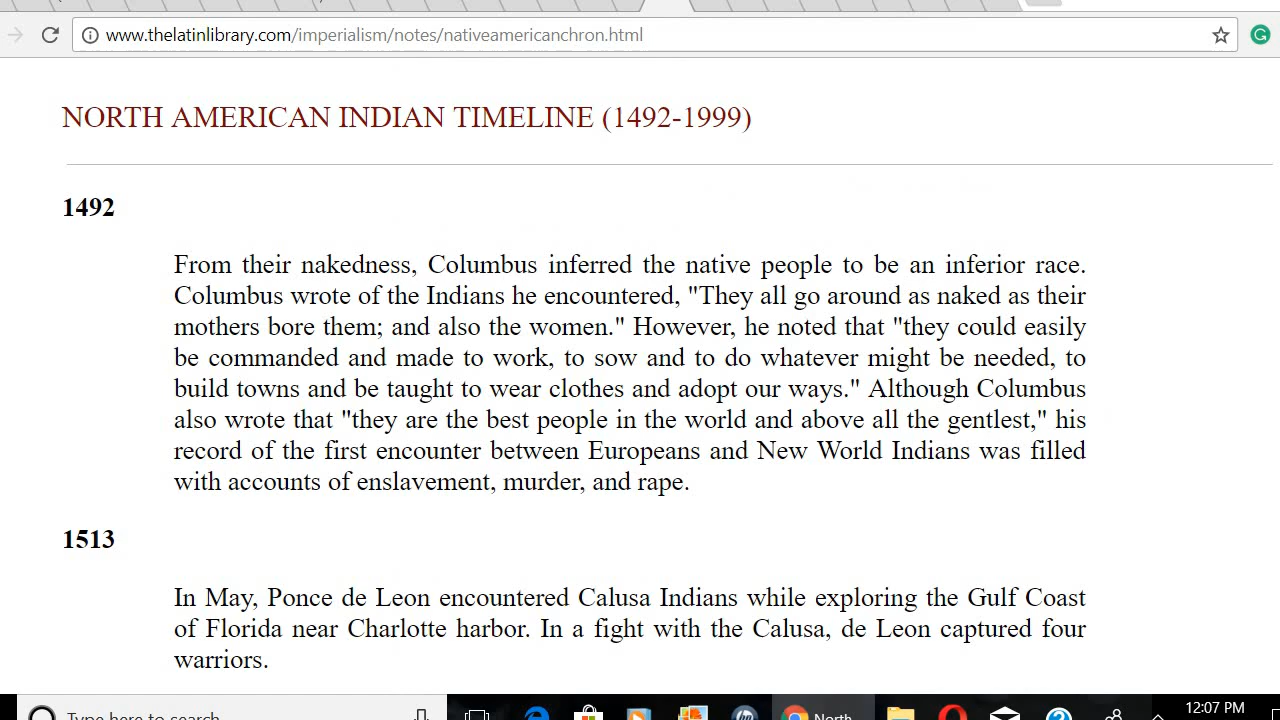 www.thelatinlibrary.com/imperialism/notes/nativeamericanchron.html
NORTH AMERICAN INDIAN TIMELINE (1492-1999)
1492
From their nakedness, Columbus inferred the native people to be an inferior race.
Columbus wrote of the Indians he encountered, "They all go around as naked as their
mothers bore them; and also the women." However, he noted that "they could easily
be commanded and made to work, to sow and to do whatever might be needed, to
build towns and be taught to wear clothes and adopt our ways." Although Columbus
also wrote that "they are the best people in the world and above all the gentlest," his
record of the first encounter between Europeans and New World Indians was filled
with accounts of enslavement, murder, and rape.
1513
In May, Ponce de Leon encountered Calusa Indians while exploring the Gulf Coast
of Florida near Charlotte harbor. In a fight with the Calusa, de Leon captured four
warriors.
Type here to search
North
12:07 PM